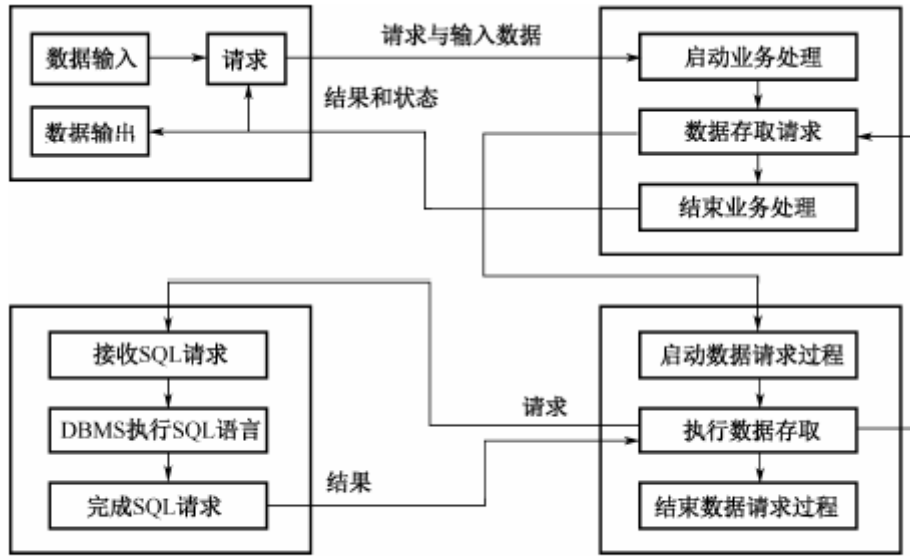 数据输入
请求
数据输出
请求与输入数据
结果和状态
启动业务处理
数据存取请求
结束业务处理
接收SQL请求
DBMS执行SQL语言
完成SQL请求
请求
结果
启动数据请求过程
执行数据存取
结束数据请求过程